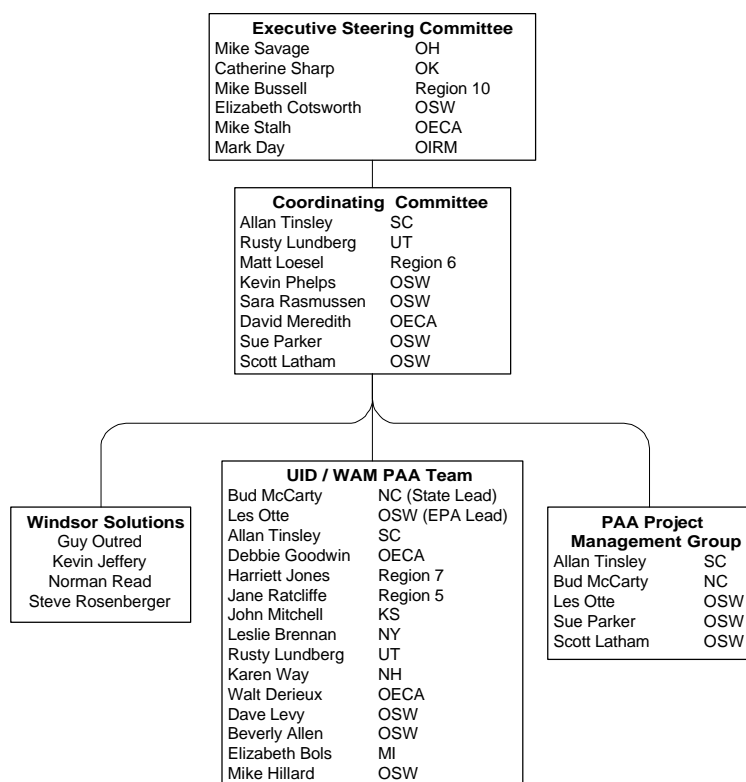 Executive Steering Committee
Mike Savage OH
Catherine Sharp OK
Mike Bussell Region 10
Elizabeth Cotsworth OSW
Mike Stalh OECA
Mark Day OIRM
Coordinating Committee
Allan Tinsley SC
Rusty Lundberg UT
Matt Loesel Region 6
Kevin Phelps OSW
Sara Rasmussen OSW
David Meredith OECA
Sue Parker OSW
Scott Latham OSW
Windsor Solutions
Guy Outred
Kevin Jeffery
Norman Read
Steve Rosenberger
UID / WAM PAA Team
Bud McCarty NC (State Lead)
Les Otte OSW (EPA Lead)
Allan Tinsley SC
Debbie Goodwin OECA
Harriett Jones Region 7
Jane Ratcliffe Region 5
John Mitchell KS
Leslie Brennan NY
Rusty Lundberg UT
Karen Way NH
Walt Derieux OECA
Dave Levy OSW
Beverly Allen OSW
Elizabeth Bols MI
Mike Hillard OSW
PAA Project
Management Group
Allan Tinsley SC
Bud McCarty NC
Les Otte OSW
Sue Parker OSW
Scott Latham OSW